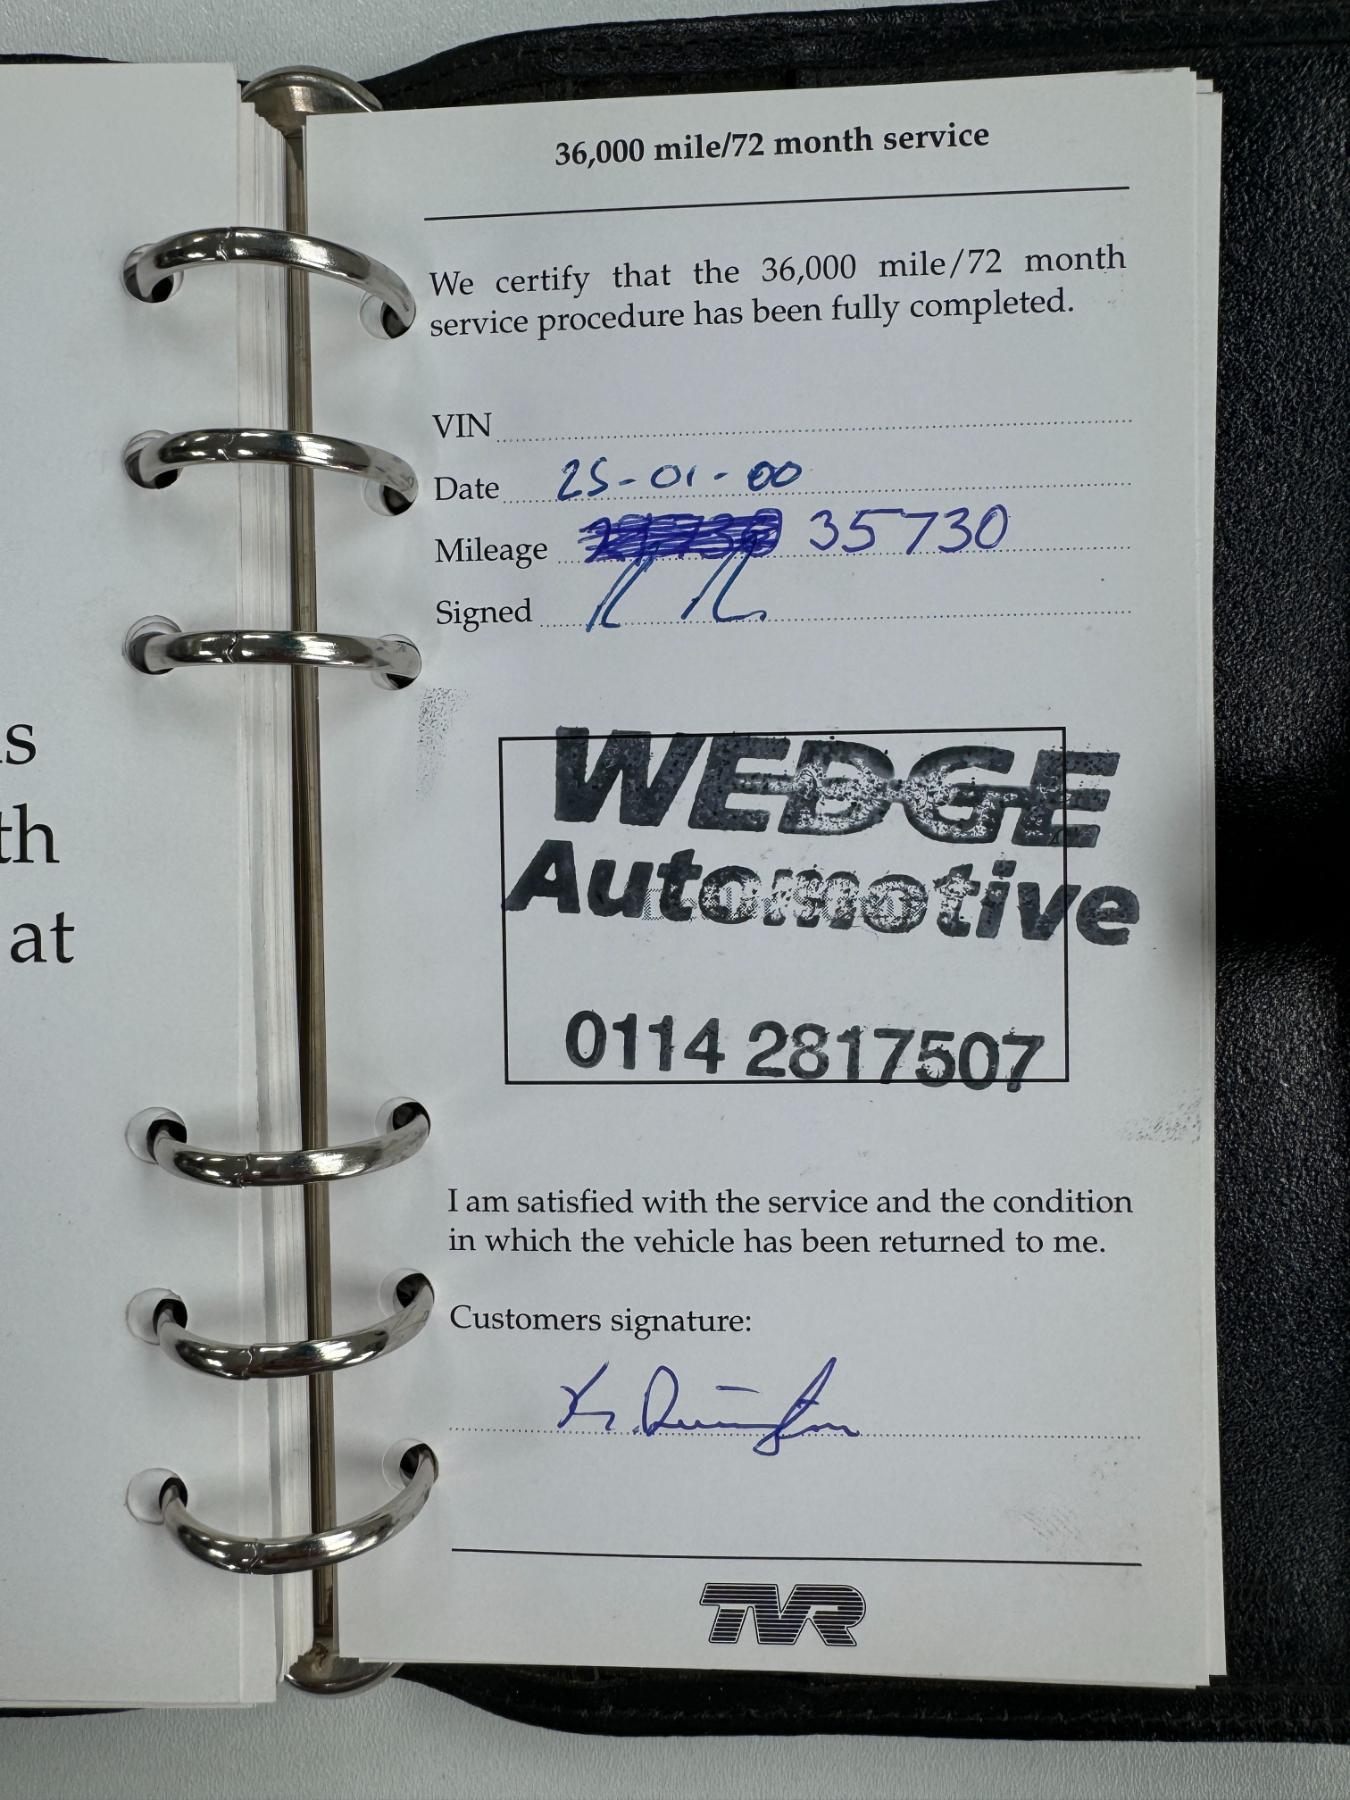 s
th
at
36,000 mile/72 month service
We certify that the 36,000 mile/72 month
service procedure has been fully completed.
VIN
Date 25-01-00
Mileage 35730
Signed
WEDGE
Automotive
0114 2817507
I am satisfied with the service and the condition
in which the vehicle has been returned to me.
Customers signature:
TVR